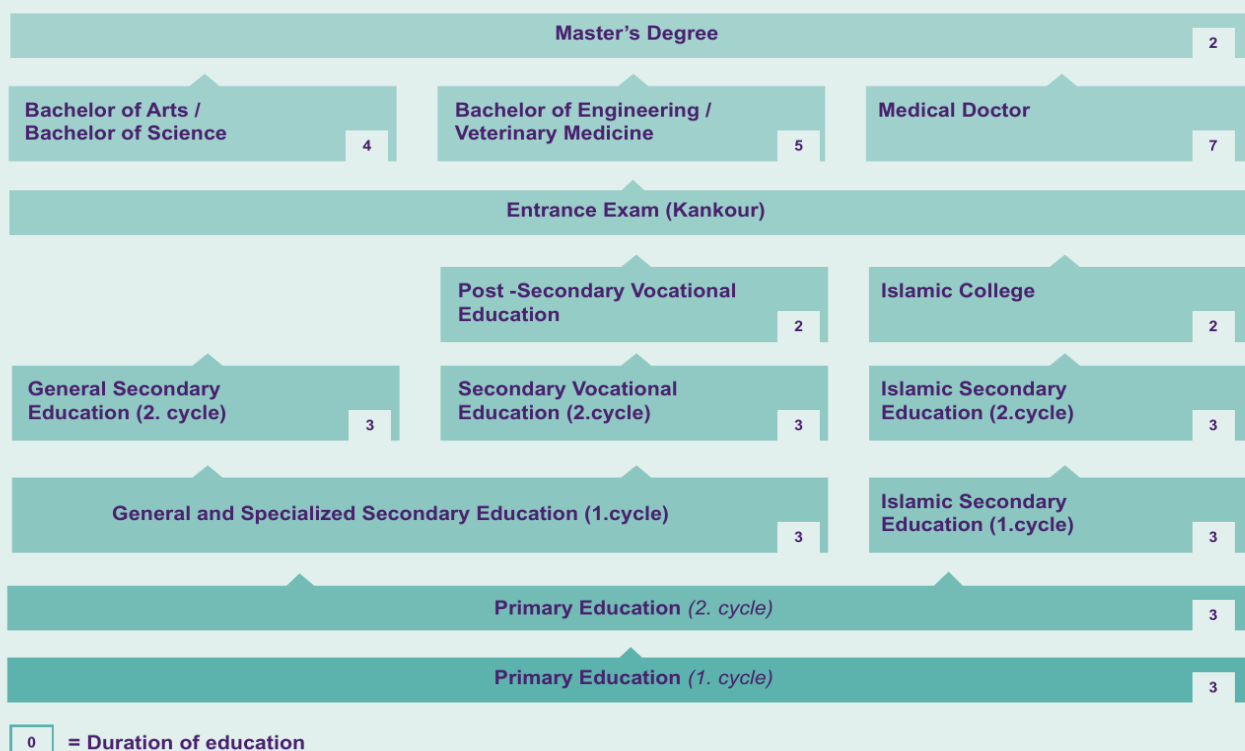 Master's Degree
2
Bachelor of Arts /
Bachelor of Science
4
Bachelor of Engineering /
Veterinary Medicine
5
Medical Doctor
7
Entrance Exam (Kankour)
Post -Secondary Vocational
Education
2
Islamic College
2
General Secondary
Education (2. cycle)
3
Secondary Vocational
Education (2.cycle)
3
Islamic Secondary
Education (2.cycle)
3
General and Specialized Secondary Education (1.cycle)
3
Islamic Secondary
Education (1.cycle)
3
Primary Education (2. cycle)
3
Primary Education (1. cycle)
3
0 = Duration of education